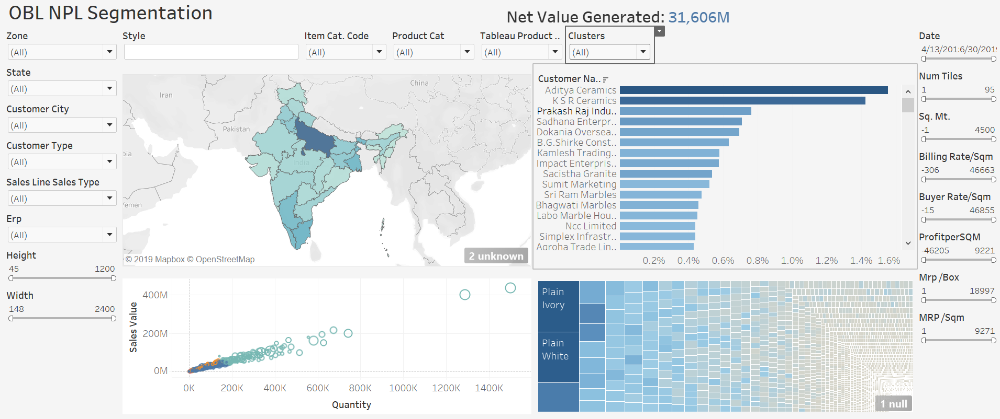 OBL NPL Segmentation
Net Value Generated: 31,606M
Zone
(All)
State
(All)
Customer City
(All)
Customer Type
(All)
Sales Line Sales Type
(All)
Erp
(All)
Height
45 1200
Width
148 2400
Style
Item Cat. Code
(All)
Product Cat
(All)
Tableau Product ..
(All)
Clusters
(All)
China
Iran
Pakistan
India
bia
Yemen
© 2019 Mapbox © OpenStreetMap
2 unknown
Customer Na..
Aditya Ceramics
K S R Ceramics
Prakash Raj Indu..
Sadhana Enterpr..
Dokania Oversea..
B.G.Shirke Const..
Kamlesh Trading..
Impact Enterpris..
Sacistha Granite
Sumit Marketing
Sri Ram Marbles
Bhagwati Marbles
Labo Marble Hou..
Ncc Limited
Simplex Infrastr..
Agroha Trade Lin..
0.2% 0.4% 0.6% 0.8% 1.0% 1.2% 1.4% 1.6%
Sales Value
400M
200M
0M
0K 200K 400K 600K 800K 1000K 1200K 1400K
Quantity
Plain
Ivory
Plain
White
1 null
Date
4/13/201 6/30/201
Num Tiles
1 95
Sq. Mt.
-1 4500
Billing Rate/Sqm
-306 46663
Buyer Rate/Sqm
-15 46855
ProfitperSQM
-46205 9221
Mrp /Box
1 18997
MRP /Sqm
1 9271